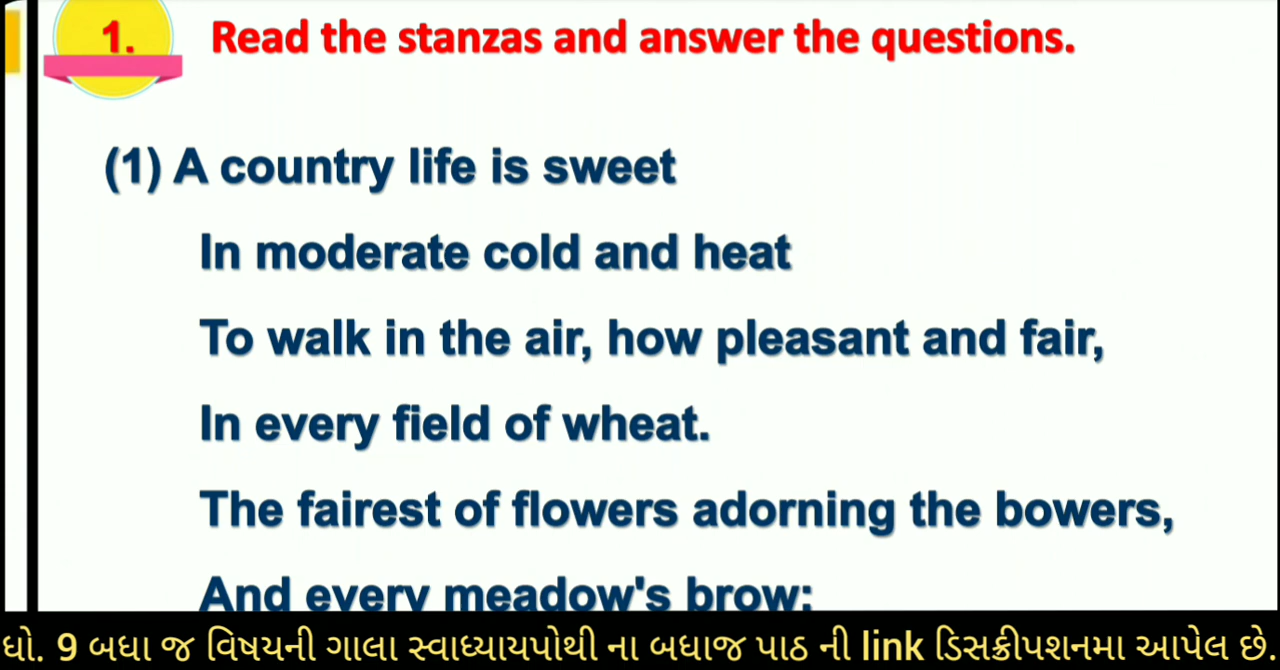 1. Read the stanzas and answer the questions.
(1) A country life is sweet
In moderate cold and heat
To walk in the air, how pleasant and fair,
In every field of wheat.
The fairest of flowers adorning the bowers,
And every meadow's brow;
ધો. 9 બધા જ વિષયની ગાલા સ્વાધ્યાયપોથી ના બધાજ પાઠ ની link ડિસક્રીપશનમા આપેલ છે.